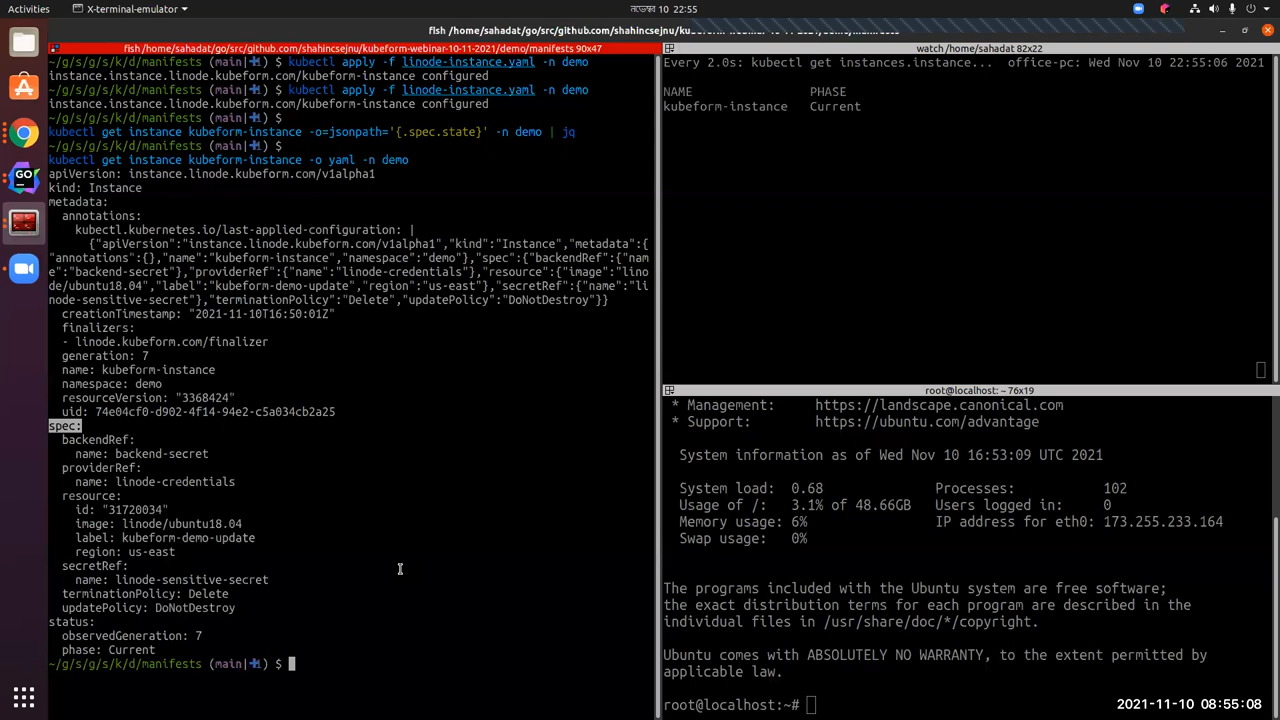 Activities
X-terminal-emulator
নভেম্বর 10 22:55
fish /home/sahadat/go/src/github.com/shahincsejnu/kubeform-webinar-10-11-2021/demo/manifests
fish /home/sahadat/go/src/github.com/shahincsejnu/kubeform-webinar-10-11-2021/demo/manifests 90x47
~/g/s/g/s/k/d/manifests (main|✚1) $ kubectl apply -f linode-instance.yaml -n demo
instance.instance.linode.kubeform.com/kubeform-instance configured
~/g/s/g/s/k/d/manifests (main|✚1) $ kubectl apply -f linode-instance.yaml -n demo
instance.instance.linode.kubeform.com/kubeform-instance configured
~/g/s/g/s/k/d/manifests (main|✚1) $
kubectl get instance kubeform-instance -o=jsonpath='{.spec.state}' -n demo | jq
~/g/s/g/s/k/d/manifests (main|✚1) $
kubectl get instance kubeform-instance -o yaml -n demo
apiVersion: instance.linode.kubeform.com/v1alpha1
kind: Instance
metadata:
  annotations:
    kubectl.kubernetes.io/last-applied-configuration: |
      {"apiVersion":"instance.linode.kubeform.com/v1alpha1","kind":"Instance","metadata":{
"annotations":{},"name":"kubeform-instance","namespace":"demo"},"spec":{"backendRef":{"nam
e":"backend-secret"},"providerRef":{"name":"linode-credentials"},"resource":{"image":"lino
de/ubuntu18.04","label":"kubeform-demo-update","region":"us-east"},"secretRef":{"name":"li
node-sensitive-secret"},"terminationPolicy":"Delete","updatePolicy":"DoNotDestroy"}}
  creationTimestamp: "2021-11-10T16:50:01Z"
  finalizers:
  - linode.kubeform.com/finalizer
  generation: 7
  name: kubeform-instance
  namespace: demo
  resourceVersion: "3368424"
  uid: 74e04cf0-d902-4f14-94e2-c5a034cb2a25
spec:
  backendRef:
    name: backend-secret
  providerRef:
    name: linode-credentials
  resource:
    id: "31720034"
    image: linode/ubuntu18.04
    label: kubeform-demo-update
    region: us-east
  secretRef:
    name: linode-sensitive-secret
  terminationPolicy: Delete
  updatePolicy: DoNotDestroy
status:
  observedGeneration: 7
  phase: Current
~/g/s/g/s/k/d/manifests (main|✚1) $
watch /home/sahadat 82x22
Every 2.0s: kubectl get instances.instance... office-pc: Wed Nov 10 22:55:06 2021
NAME PHASE
kubeform-instance Current
root@localhost: ~ 76x19
* Management: https://landscape.canonical.com
* Support: https://ubuntu.com/advantage
System information as of Wed Nov 10 16:53:09 UTC 2021
System load: 0.68 Processes: 102
Usage of /: 3.1% of 48.66GB Users logged in: 0
Memory usage: 6% IP address for eth0: 173.255.233.164
Swap usage: 0%
The programs included with the Ubuntu system are free software;
the exact distribution terms for each program are described in the
individual files in /usr/share/doc/*/copyright.
Ubuntu comes with ABSOLUTELY NO WARRANTY, to the extent permitted by
applicable law.
root@localhost:~#
2021-11-10 08:55:08